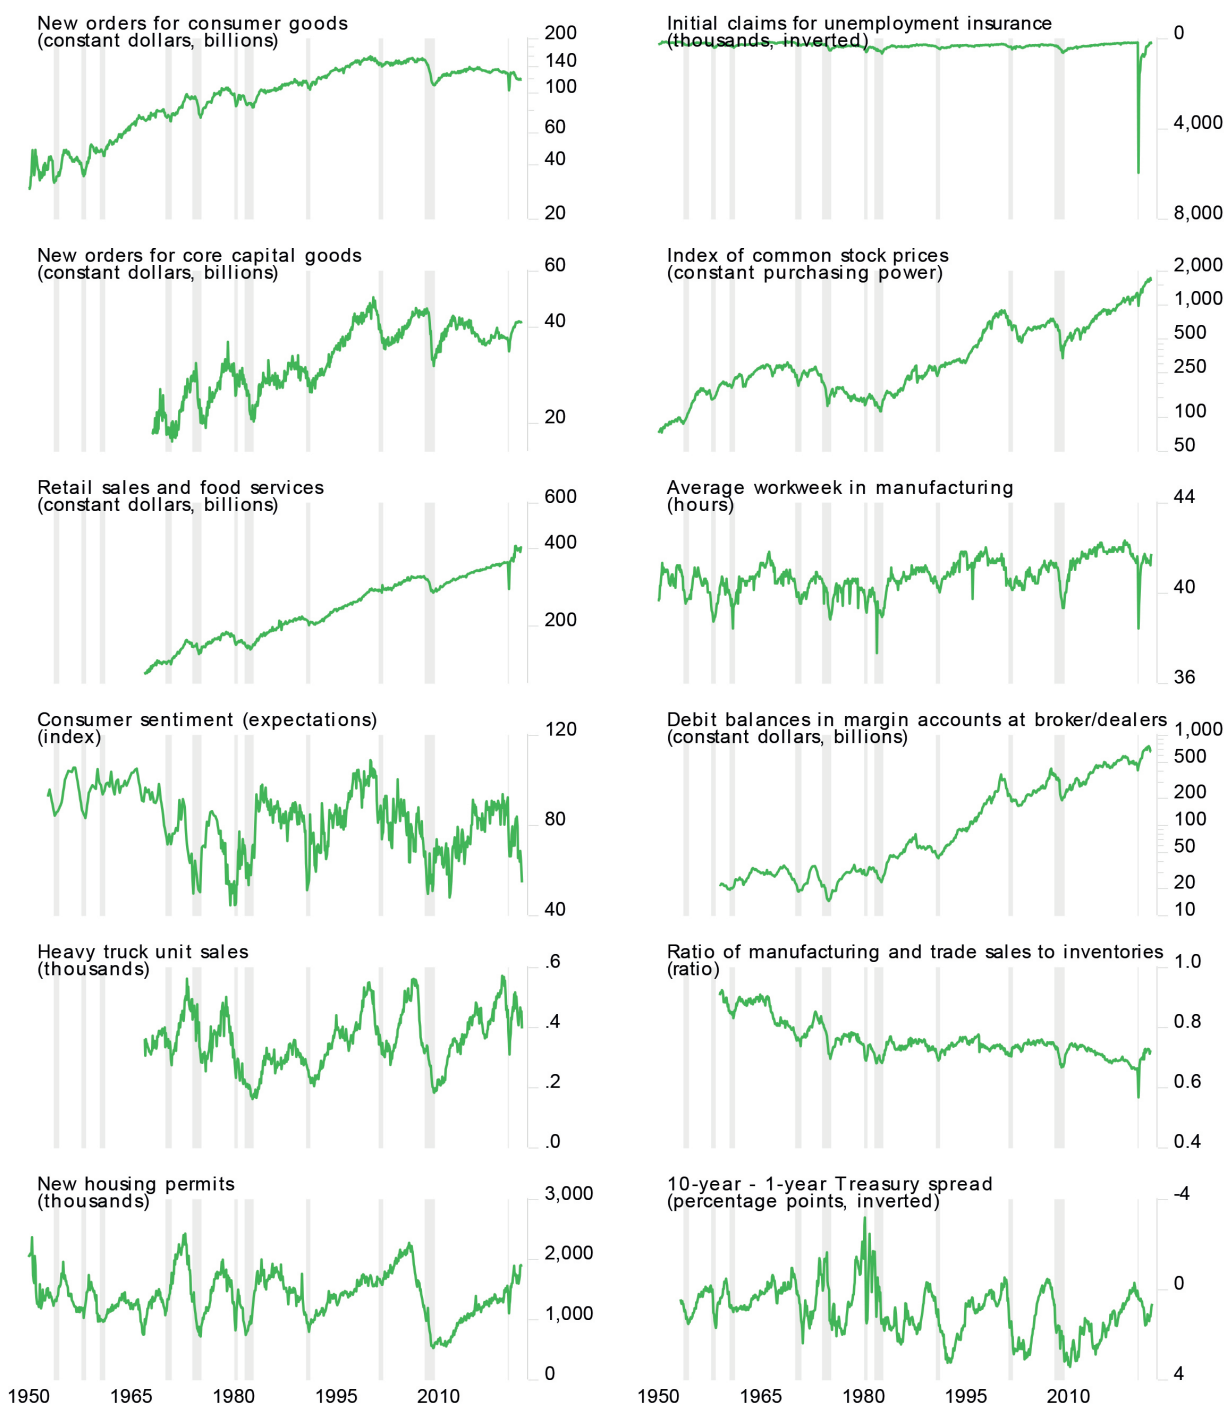 New orders for consumer goods
(constant dollars, billions)
200
140
100
60
40
20
Initial claims for unemployment insurance
(thousands, inverted)
0
4,000
8,000
New orders for core capital goods
(constant dollars, billions)
60
40
20
Index of common stock prices
(constant purchasing power)
2,000
1,000
500
250
100
50
Retail sales and food services
(constant dollars, billions)
600
400
200
Average workweek in manufacturing
(hours)
44
40
36
Consumer sentiment (expectations)
(index)
120
80
40
Debit balances in margin accounts at broker/dealers
(constant dollars, billions)
1,000
500
200
100
50
20
10
Heavy truck unit sales
(thousands)
.6
.4
.2
.0
Ratio of manufacturing and trade sales to inventories
(ratio)
1.0
0.8
0.6
0.4
New housing permits
(thousands)
3,000
2,000
1,000
0
1950 1965 1980 1995 2010
10-year - 1-year Treasury spread
(percentage points, inverted)
-4
0
4
1950 1965 1980 1995 2010